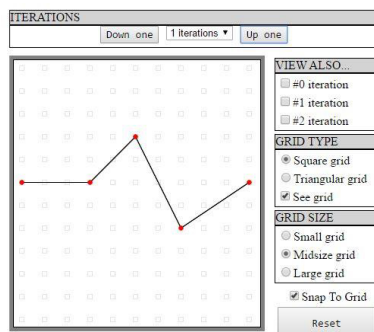 ITERATIONS
Down one 1 iterations Up one
VIEW ALSO...
#0 iteration
#1 iteration
#2 iteration
GRID TYPE
Square grid
Triangular grid
See grid
GRID SIZE
Small grid
Midsize grid
Large grid
Snap To Grid
Reset